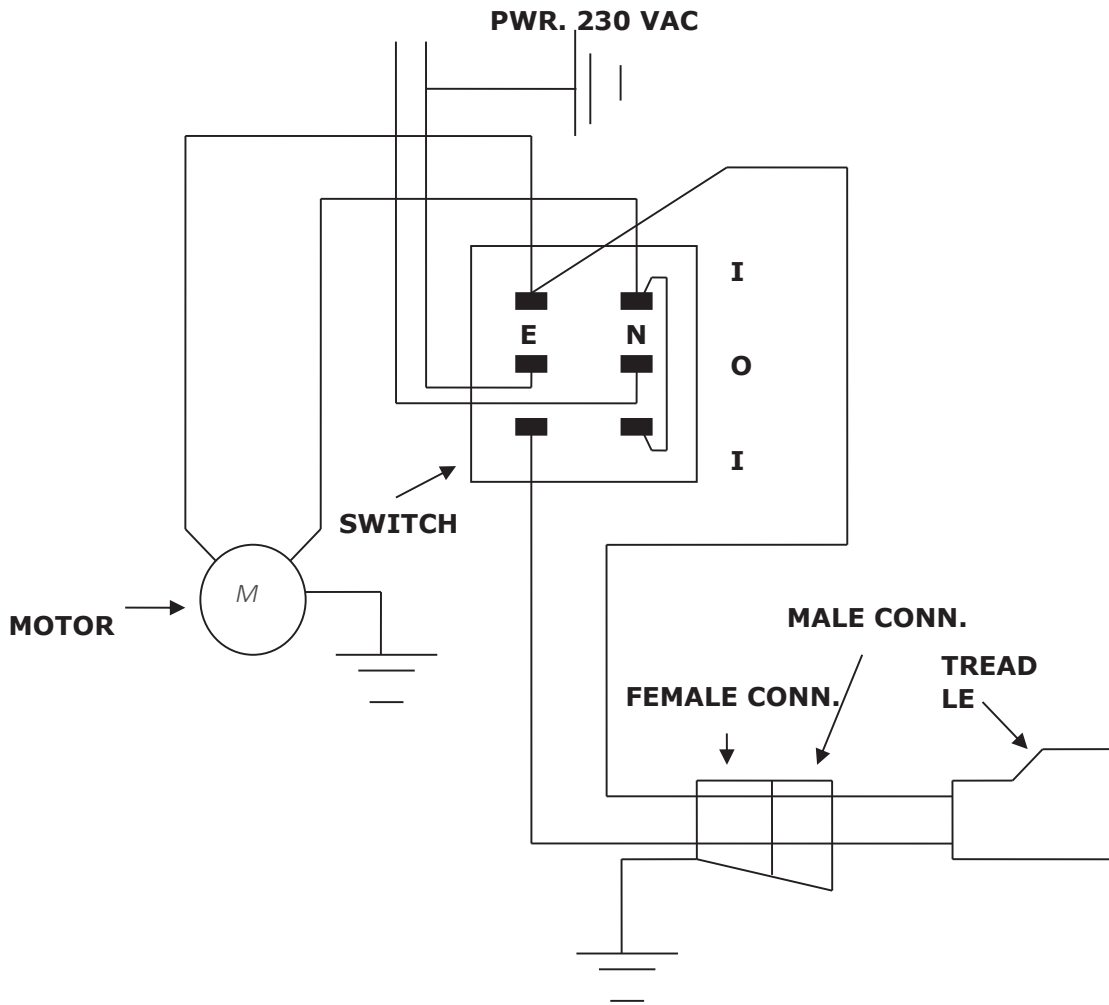 PWR. 230 VAC
I
E
N
O
I
SWITCH
M
MOTOR
MALE CONN.
TREAD
LE
FEMALE CONN.